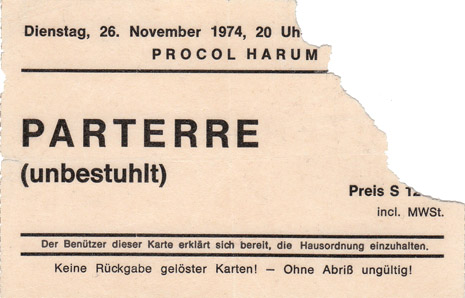 Dienstag, 26. November 1974, 20
PROCOL HARUM
PARTERRE
(unbestuhlt)
Preis S
incl. MWSt.
Der Benützer dieser Karte erklärt sich bereit, die Hausordnung einzuhalten.
Keine Rückgabe gelöster Karten! – Ohne Abriß ungültig!